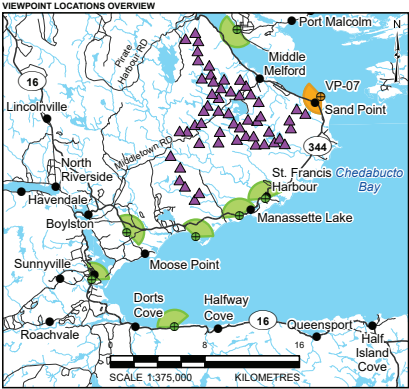 VIEWPOINT LOCATIONS OVERVIEW
Port Malcolm
N
Pirate
Harbour RD
Middle
Melford
16
VP-07
Lincolnville
Sand Point
Middletown RD
344
North
Riverside
St. Francis
Harbour
Chedabucto
Bay
Havendale
Manassette Lake
Boylston
Sunnyville
Moose Point
Dorts
Cove
Halfway
Cove
16
Queensport
Roachvale
Half
Island
Cove
0
8
16
SCALE 1:375,000
KILOMETRES